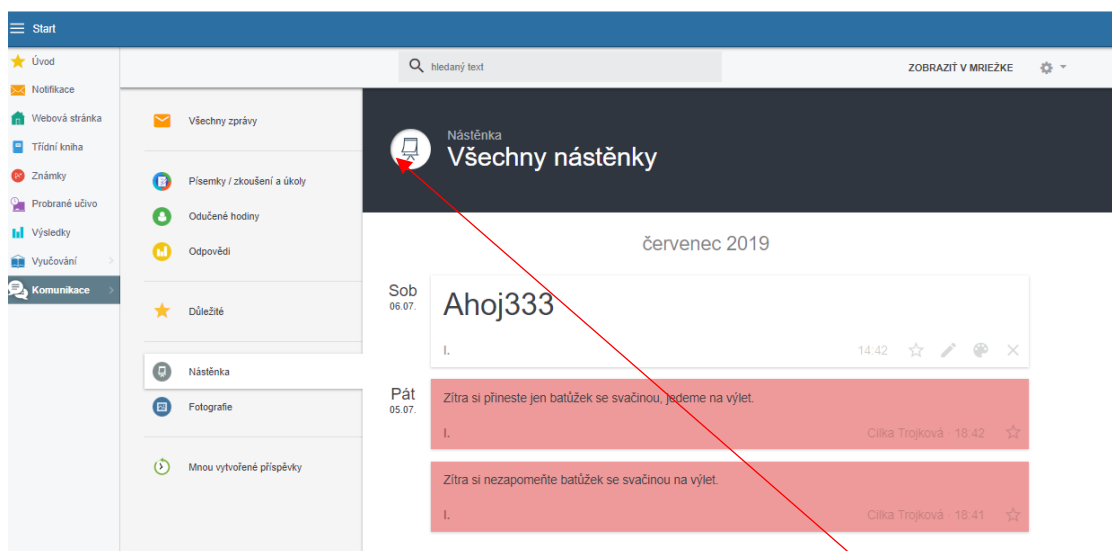 Start
Úvod
Notifikace
Webová stránka
Třídní kniha
Známky
Probrané učivo
Výsledky
Vyučování
Komunikace
hledaný text
ZOBRAZIŤ V MRIEŽKE
Všechny zprávy
Písemky / zkoušení a úkoly
Odučené hodiny
Odpovědi
Důležité
Nástěnka
Fotografie
Mnou vytvořené příspěvky
Nástěnka
Všechny nástěnky
červenec 2019
Sob
06.07.
Ahoj333
I.
14:42
Pát
05.07.
Zítra si přineste jen batůžek se svačinou, jedeme na výlet.
I.
Cilka Trojková · 18:42
Zítra si nezapomeňte batůžek se svačinou na výlet.
I.
Cilka Trojková · 18:41